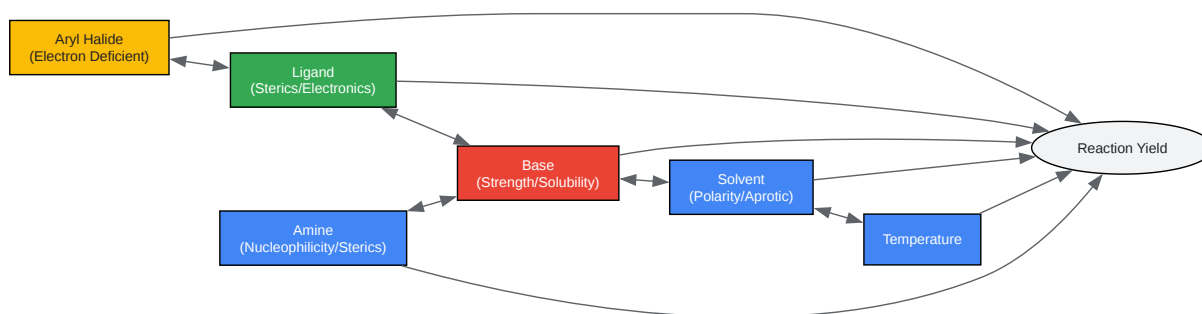 Aryl Halide
(Electron Deficient)
Ligand
(Sterics/Electronics)
Base
(Strength/Solubility)
Solvent
(Polarity/Aprotic)
Reaction Yield
Amine
(Nucleophilicity/Sterics)
Temperature